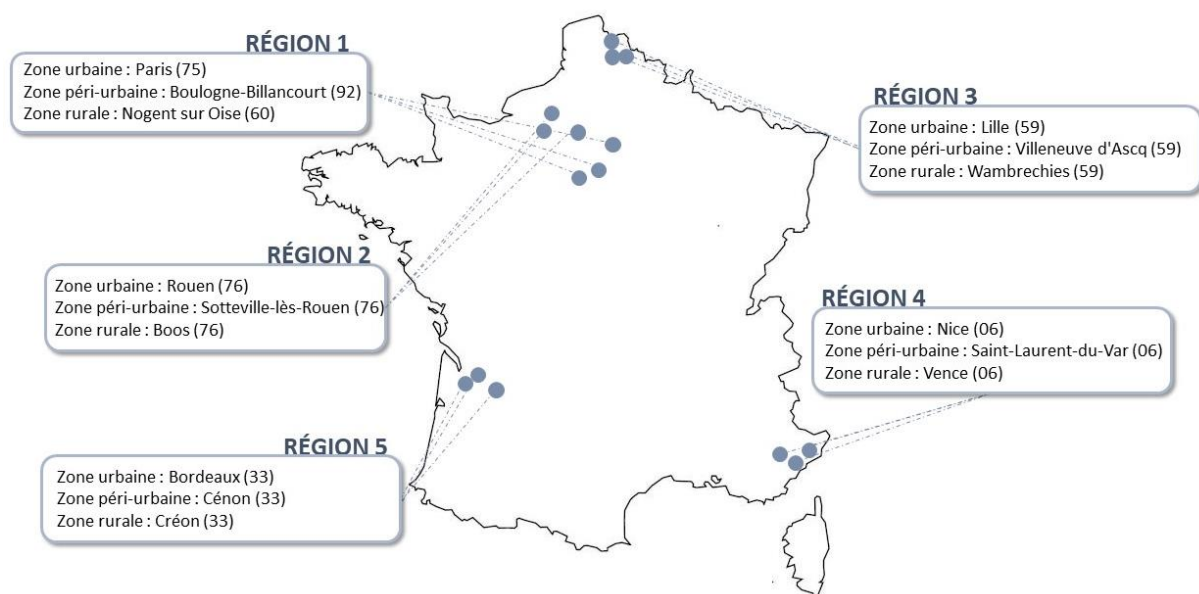 RÉGION 1
Zone urbaine : Paris (75)
Zone péri-urbaine : Boulogne-Billancourt (92)
Zone rurale : Nogent sur Oise (60)
RÉGION 3
Zone urbaine : Lille (59)
Zone péri-urbaine : Villeneuve d'Ascq (59)
Zone rurale : Wambrechies (59)
RÉGION 2
Zone urbaine : Rouen (76)
Zone péri-urbaine : Sotteville-lès-Rouen (76)
Zone rurale : Boos (76)
RÉGION 4
Zone urbaine : Nice (06)
Zone péri-urbaine : Saint-Laurent-du-Var (06)
Zone rurale : Vence (06)
RÉGION 5
Zone urbaine : Bordeaux (33)
Zone péri-urbaine : Cénon (33)
Zone rurale : Créon (33)